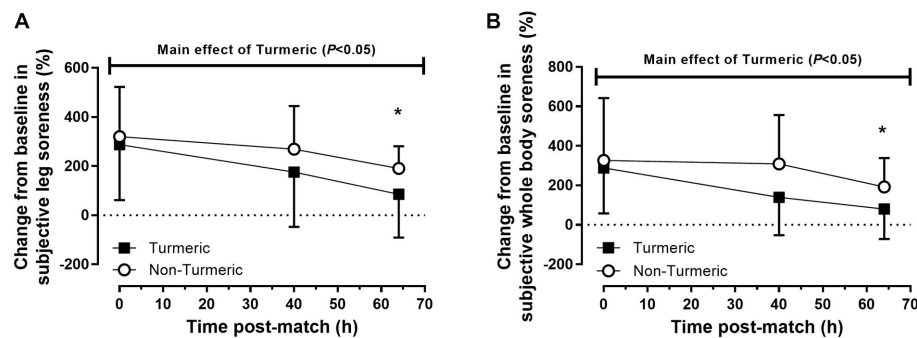 A
Main effect of Turmeric (P<0.05)
Change from baseline in
subjective leg soreness (%)
600
400
200
0
-200
*
Turmeric
Non-Turmeric
0 10 20 30 40 50 60 70
Time post-match (h)
B
Main effect of Turmeric (P<0.05)
Change from baseline in
subjective whole body soreness (%)
800
600
400
200
0
-200
*
Turmeric
Non-Turmeric
0 10 20 30 40 50 60 70
Time post-match (h)